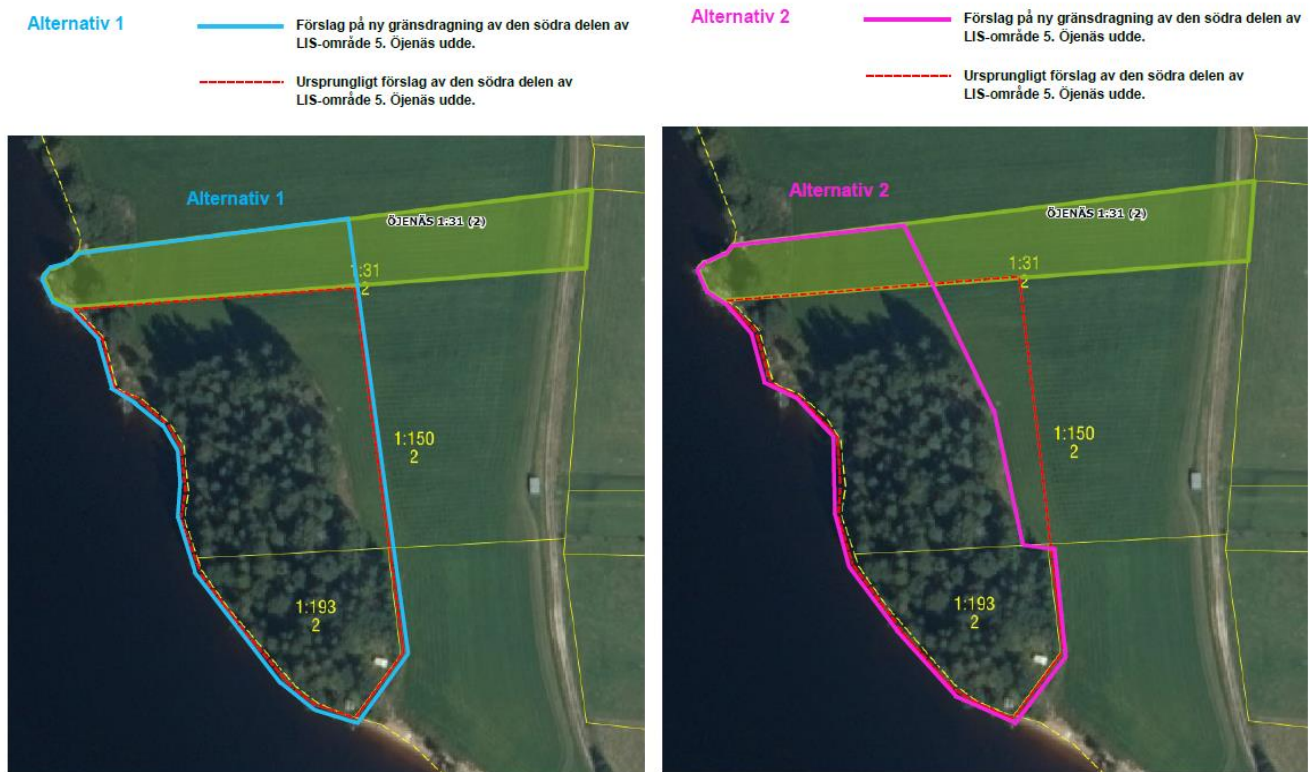 Alternativ 1
Förslag på ny gränsdragning av den södra delen av
LIS-område 5. Öjenäs udde.
Ursprungligt förslag av den södra delen av
LIS-område 5. Öjenäs udde.
Alternativ 1
ÖJENÄS 1:31 (2)
1:31
2
1:150
2
1:193
2
Alternativ 2
Förslag på ny gränsdragning av den södra delen av
LIS-område 5. Öjenäs udde.
Ursprungligt förslag av den södra delen av
LIS-område 5. Öjenäs udde.
Alternativ 2
ÖJENÄS 1:31 (2)
1:31
2
1:150
2
1:193
2